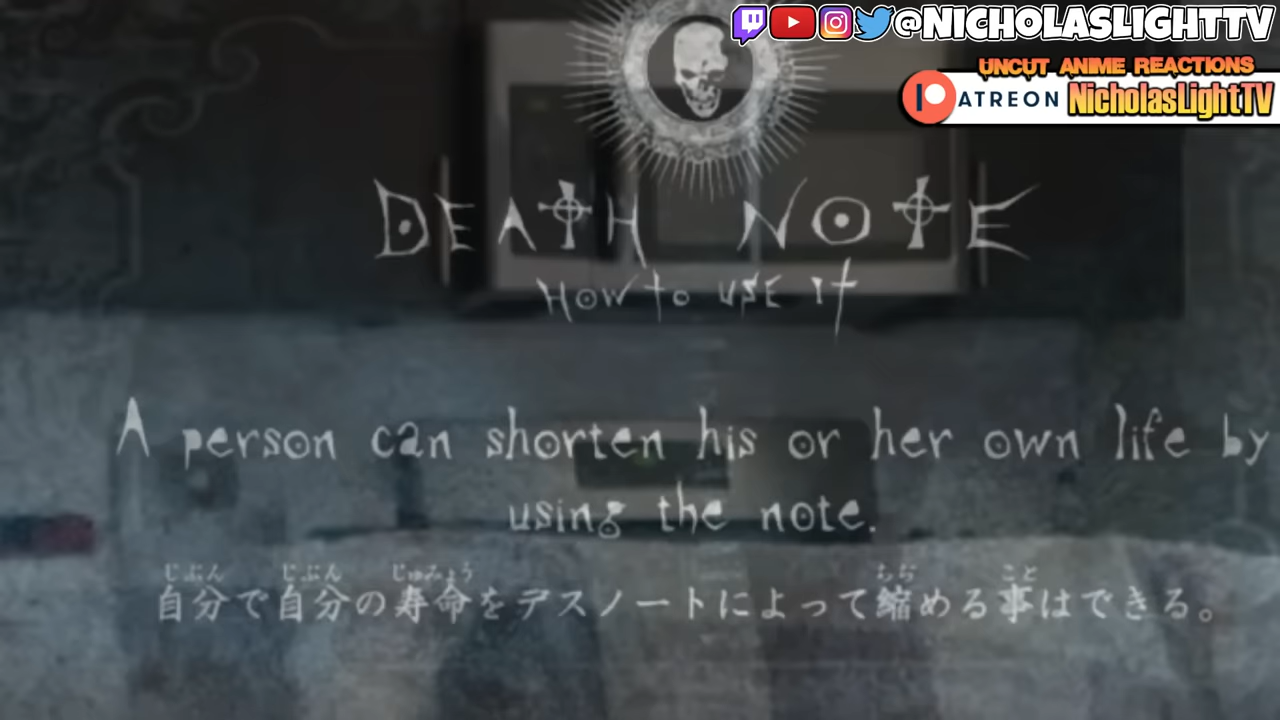 @NICHOLASLIGHTTV
UNCUT ANIME REACTIONS
PATREON NicholasLightTV
DEATH NOTE
HOW to USE It
A person can shorten his or her own life by
using the note.
じぶん じぶん じゅみょう ちぢ こと
自分で自分の寿命をデスノートによって縮める事はできる。